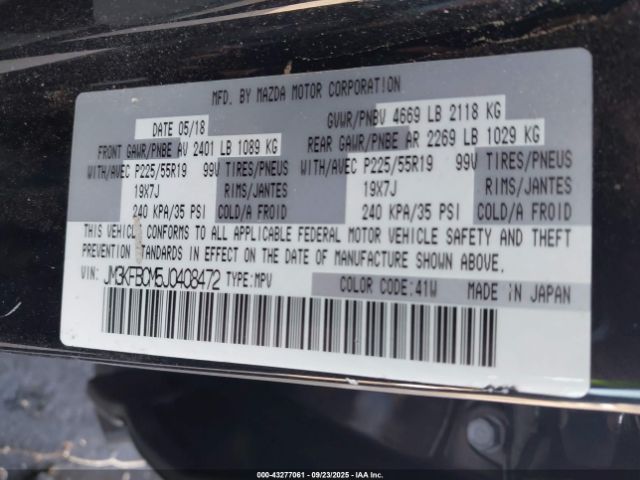 MFD. BY MAZDA MOTOR CORPORATION
DATE 05/18 GVWR/PNBV 4669 LB 2118 KG
FRONT GAWR/PNBE AV 2401 LB 1089 KG REAR GAWR/PNBE AR 2269 LB 1029 KG
WITH/AVEC P225/55R19 99V TIRES/PNEUS WITH/AVEC P225/55R19 99V TIRES/PNEUS
19X7J RIMS/JANTES 19X7J RIMS/JANTES
240 KPA/35 PSI COLD/A FROID 240 KPA/35 PSI COLD/A FROID
THIS VEHICLE CONFORMS TO ALL APPLICABLE FEDERAL MOTOR VEHICLE SAFETY AND THEFT
PREVENTION STANDARDS IN EFFECT ON THE DATE OF MANUFACTURE SHOWN ABOVE.
VIN: JM3KFBCM5J0408472 TYPE:MPV COLOR CODE:41W MADE IN JAPAN
000-43277061 - 09/23/2025 - IAA Inc.